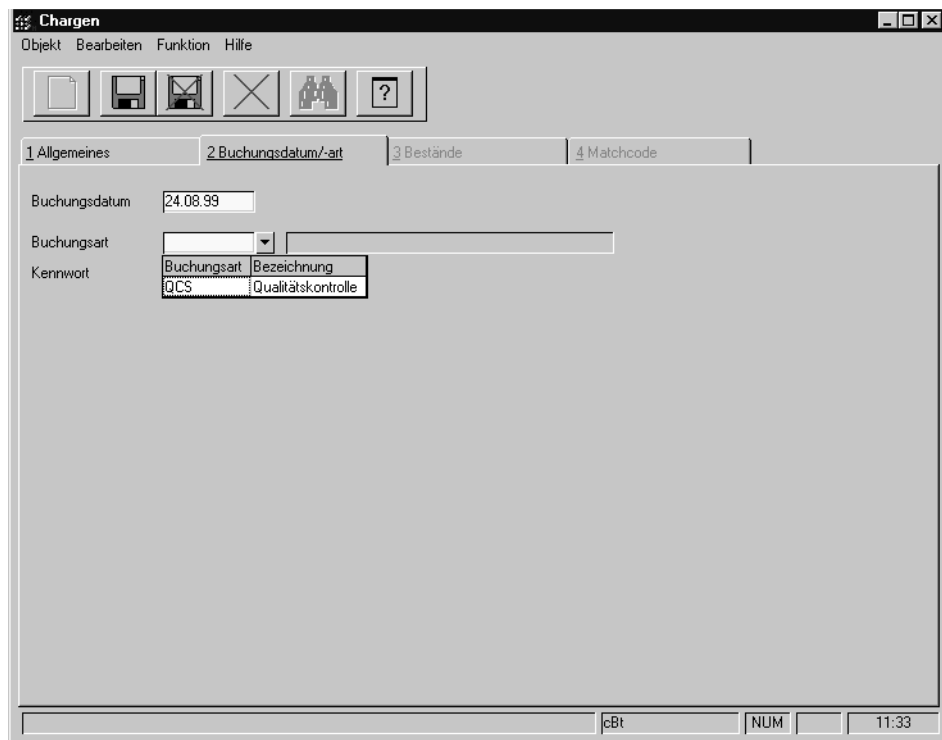 Chargen
Objekt Bearbeiten Funktion Hilfe
?
1 Allgemeines 2 Buchungsdatum/-art 3 Bestände 4 Matchcode
Buchungsdatum 24.08.99
Buchungsart
Kennwort
Buchungsart Bezeichnung
QCS Qualitätskontrolle
cBt NUM 11:33